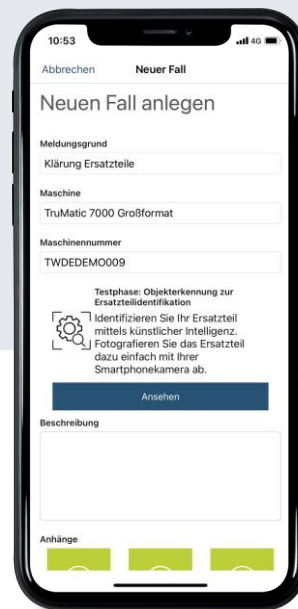 10:53
4G
Abbrechen Neuer Fall
Neuen Fall anlegen
Meldungsgrund
Klärung Ersatzteile
Maschine
TruMatic 7000 Großformat
Maschinennummer
TWDEDEMO009
Testphase: Objekterkennung zur
Ersatzteilidentifikation
Identifizieren Sie Ihr Ersatzteil
mittels künstlicher Intelligenz.
Fotografieren Sie das Ersatzteil
dazu einfach mit Ihrer
Smartphonekamera ab.
Ansehen
Beschreibung
Anhänge